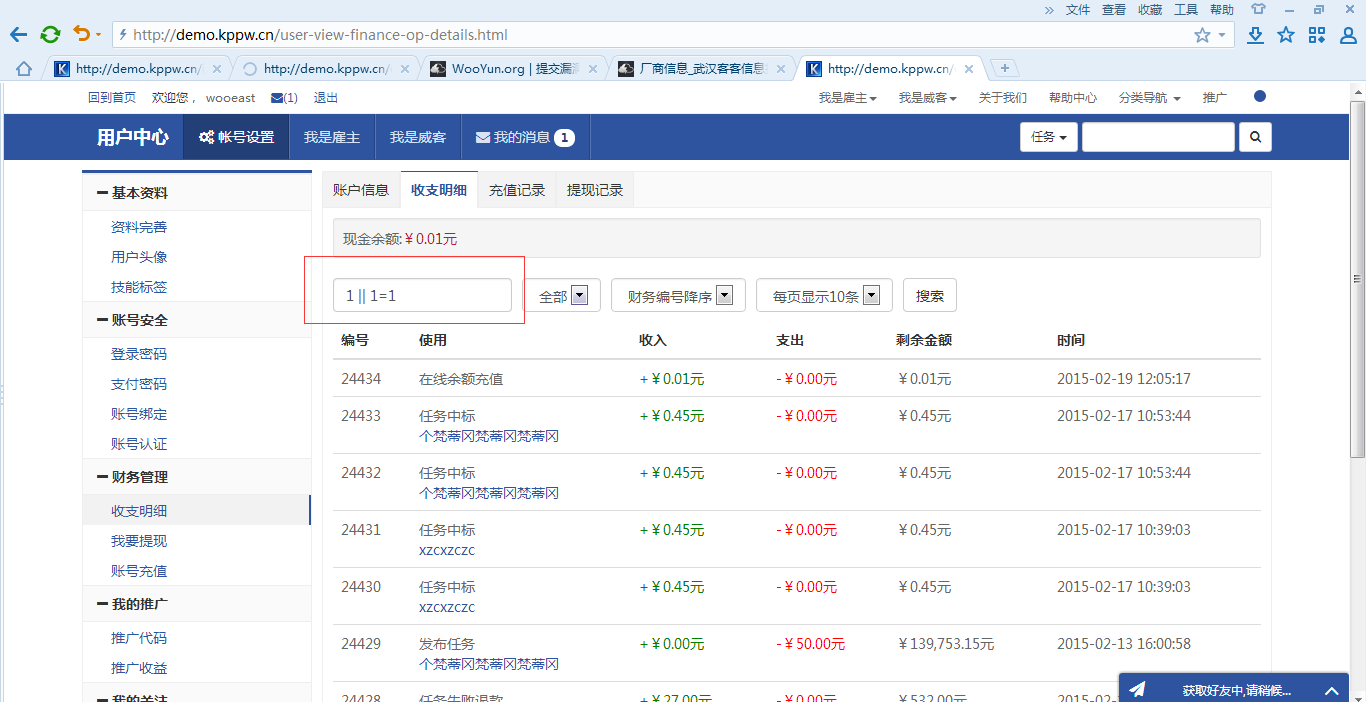 » 文件 查看 收藏 工具 帮助
http://demo.kppw.cn/user-view-finance-op-details.html
http://demo.kppw.cn/ http://demo.kppw.cn/ WooYun.org | 提交漏 厂商信息_武汉客客信息 http://demo.kppw.cn/
回到首页 欢迎您， wooeast (1) 退出 我是雇主 我是威客 关于我们 帮助中心 分类导航 推广
用户中心 帐号设置 我是雇主 我是威客 我的消息 1 任务
基本资料
资料完善
用户头像
技能标签
账号安全
登录密码
支付密码
账号绑定
账号认证
财务管理
收支明细
我要提现
账号充值
我的推广
推广代码
推广收益
我的关注
账户信息 收支明细 充值记录 提现记录
现金余额:￥0.01元
1 || 1=1 全部 财务编号降序 每页显示10条 搜索
编号 使用 收入 支出 剩余金额 时间
24434 在线余额充值 +￥0.01元 -￥0.00元 ￥0.01元 2015-02-19 12:05:17
24433 任务中标 +￥0.45元 -￥0.00元 ￥0.45元 2015-02-17 10:53:44
个梵蒂冈梵蒂冈梵蒂冈
24432 任务中标 +￥0.45元 -￥0.00元 ￥0.45元 2015-02-17 10:53:44
个梵蒂冈梵蒂冈梵蒂冈
24431 任务中标 +￥0.45元 -￥0.00元 ￥0.45元 2015-02-17 10:39:03
xzcxzczc
24430 任务中标 +￥0.45元 -￥0.00元 ￥0.45元 2015-02-17 10:39:03
xzcxzczc
24429 发布任务 +￥0.00元 -￥50.00元 ￥139,753.15元 2015-02-13 16:00:58
个梵蒂冈梵蒂冈梵蒂冈
24428 任务失败退款 +￥27.00元 -￥0.00元 ￥532.00元 2015-02-
获取好友中,请稍候...